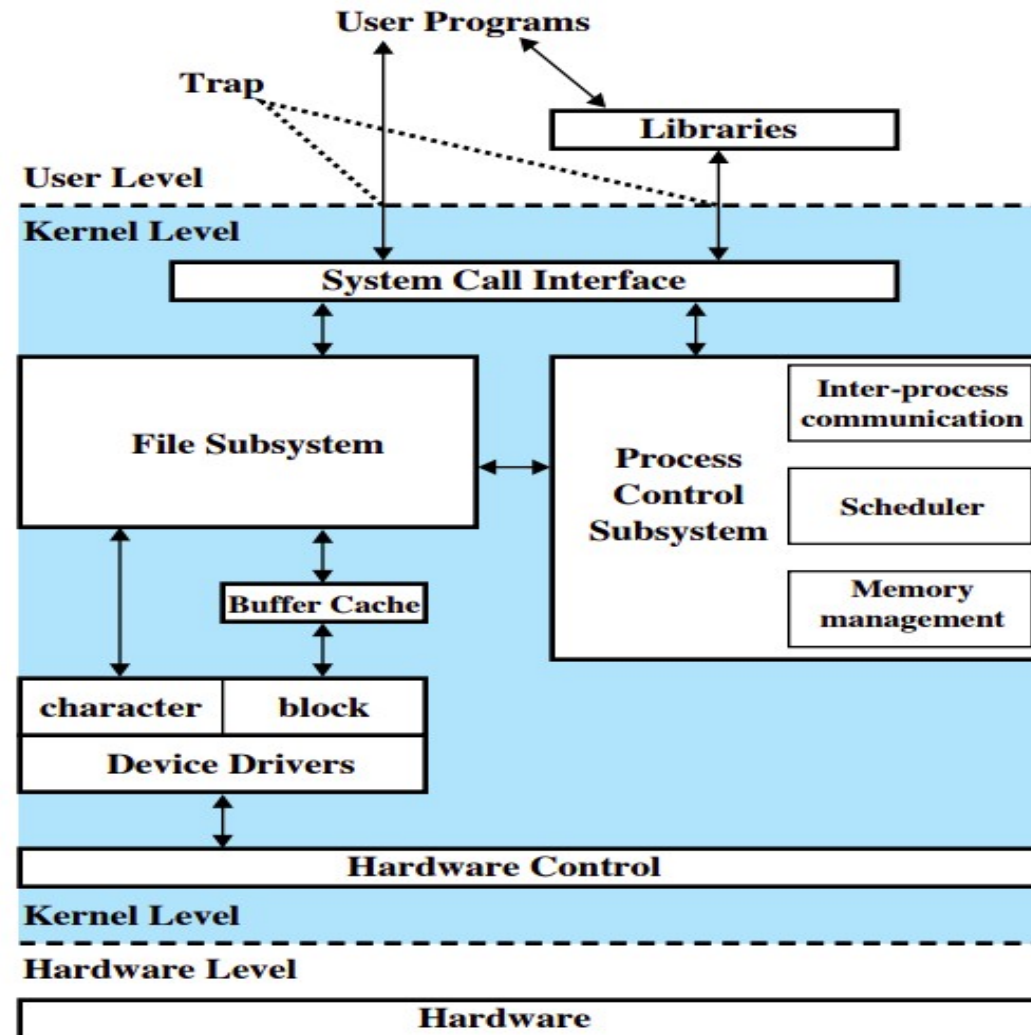 User Programs
Trap
Libraries
User Level
Kernel Level
System Call Interface
File Subsystem
Process
Control
Subsystem
Inter-process
communication
Scheduler
Memory
management
Buffer Cache
character
block
Device Drivers
Hardware Control
Kernel Level
Hardware Level
Hardware